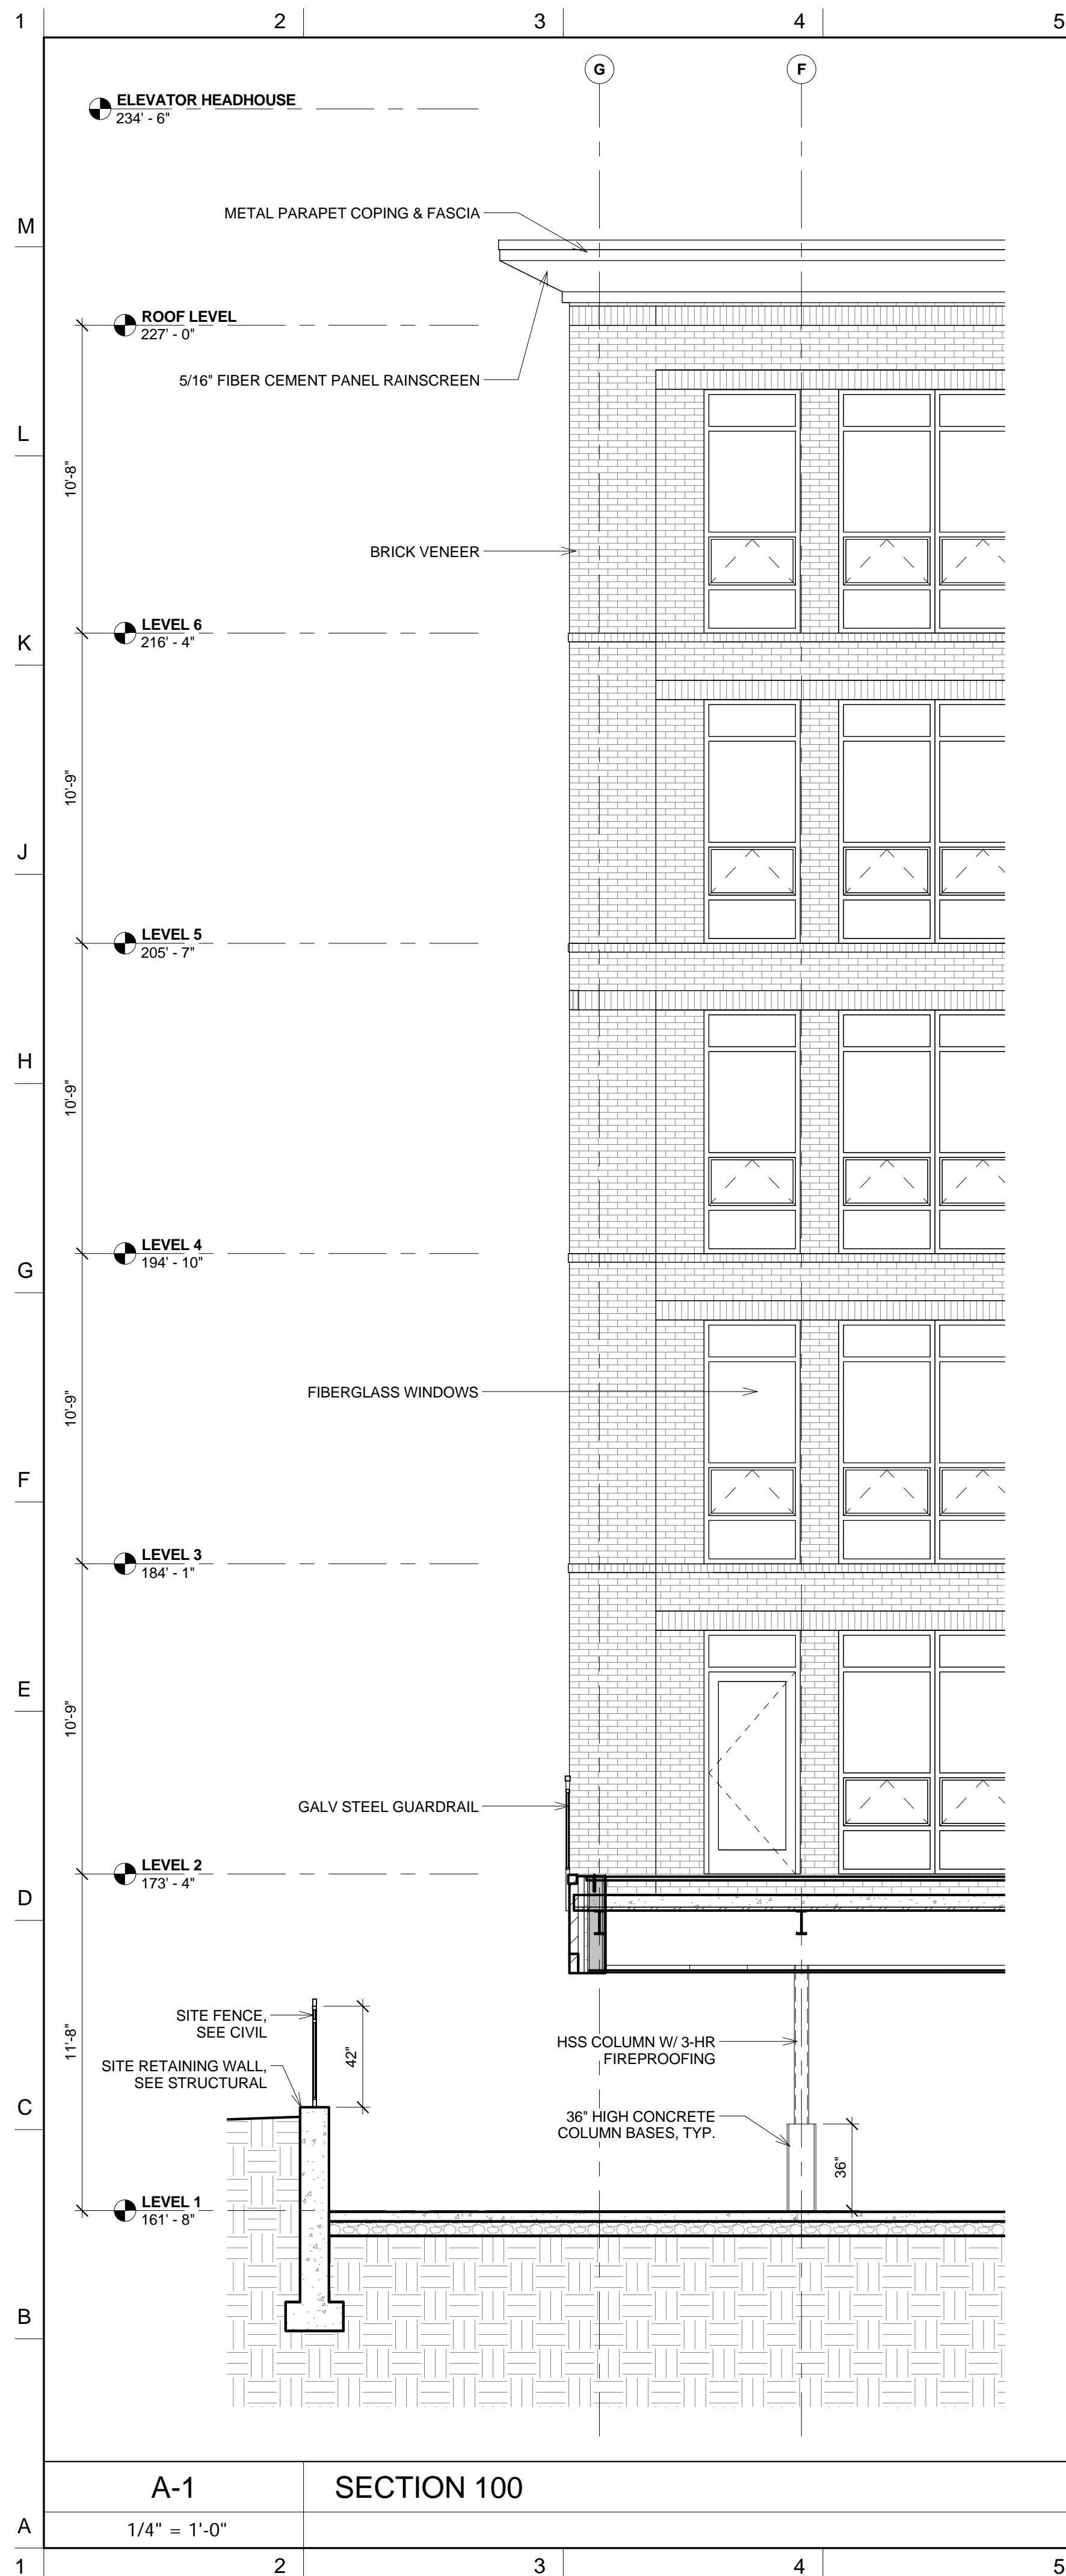 1 2 3 4 5
G F
ELEVATOR HEADHOUSE
234' - 6"
M
METAL PARAPET COPING & FASCIA
ROOF LEVEL
227' - 0"
5/16" FIBER CEMENT PANEL RAINSCREEN
L
10'-8"
BRICK VENEER
LEVEL 6
216' - 4"
K
10'-9"
J
LEVEL 5
205' - 7"
H
10'-9"
LEVEL 4
194' - 10"
G
FIBERGLASS WINDOWS
10'-9"
F
LEVEL 3
184' - 1"
E
10'-9"
GALV STEEL GUARDRAIL
LEVEL 2
173' - 4"
D
SITE FENCE,
SEE CIVIL
11'-8"
42"
HSS COLUMN W/ 3-HR
FIREPROOFING
SITE RETAINING WALL,
SEE STRUCTURAL
C
36" HIGH CONCRETE
COLUMN BASES, TYP.
36"
LEVEL 1
161' - 8"
B
A-1 SECTION 100
A
1/4" = 1'-0"
1 2 3 4 5